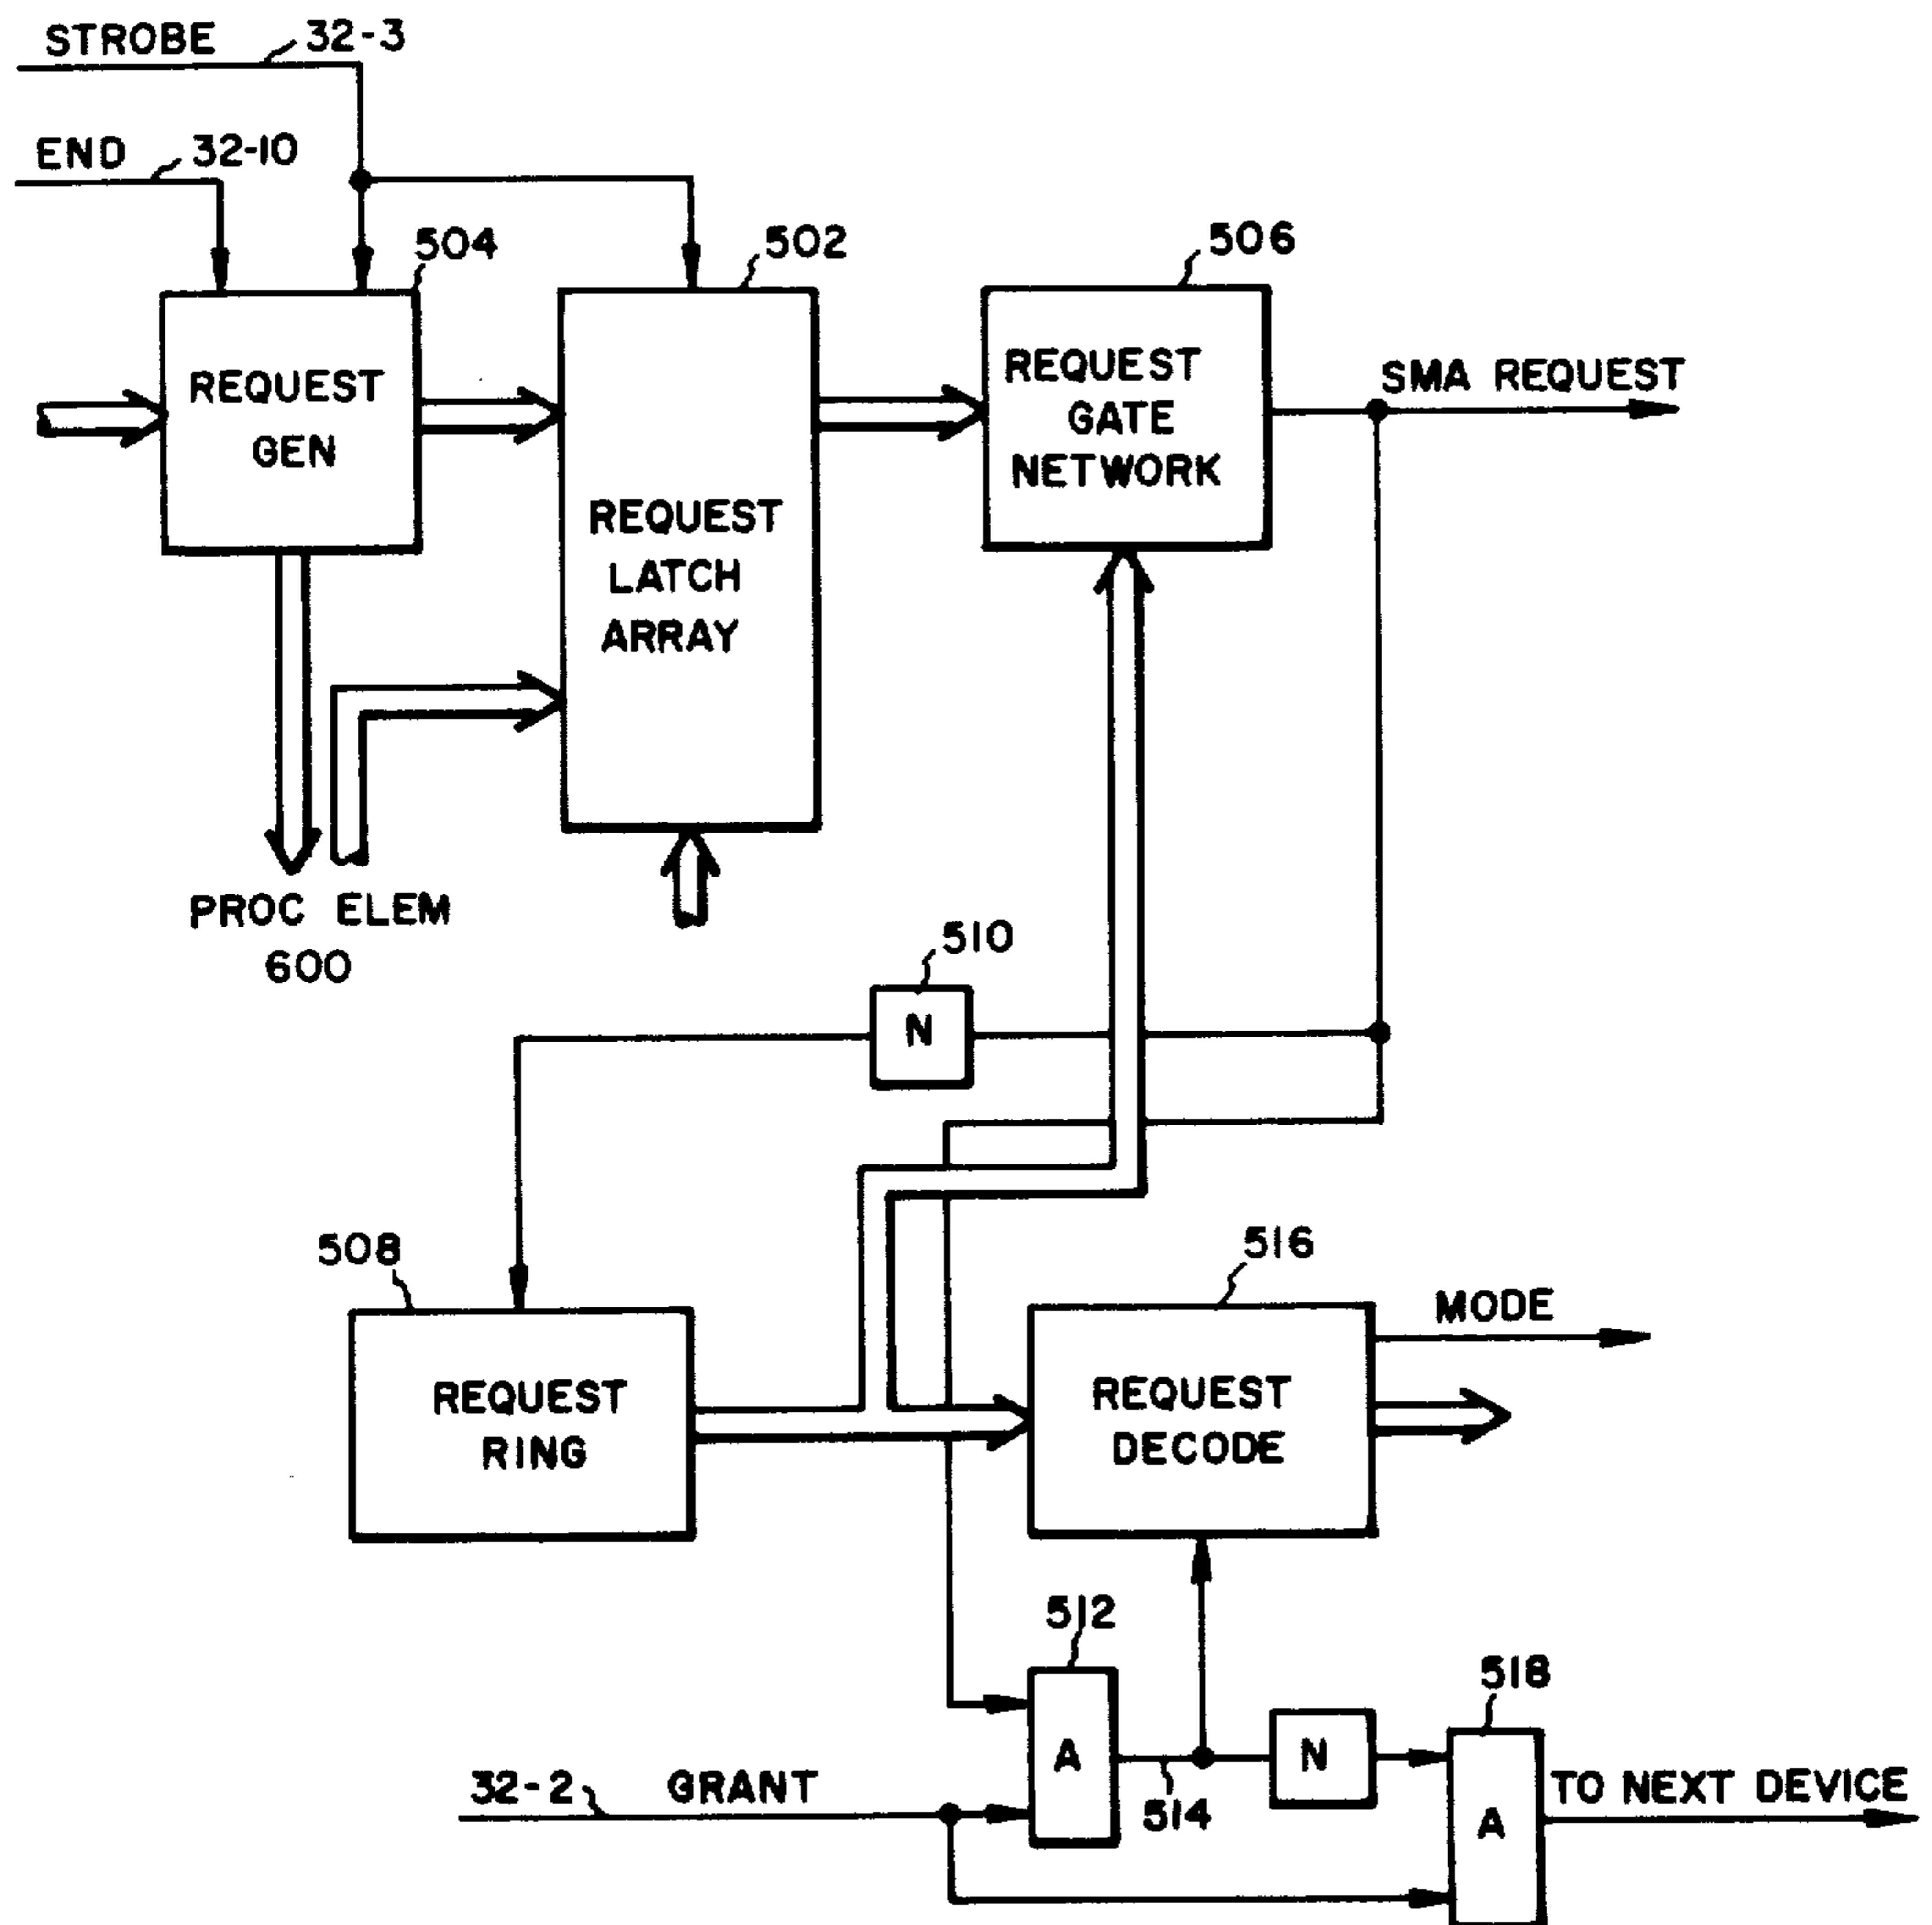 STROBE
32-3
END
32-10
504
502
506
REQUEST
GEN
REQUEST
LATCH
ARRAY
REQUEST
GATE
NETWORK
SMA REQUEST
PROC ELEM
600
510
N
508
516
REQUEST
RING
REQUEST
DECODE
MODE
512
518
A
N
A
32-2
GRANT
514
TO NEXT DEVICE